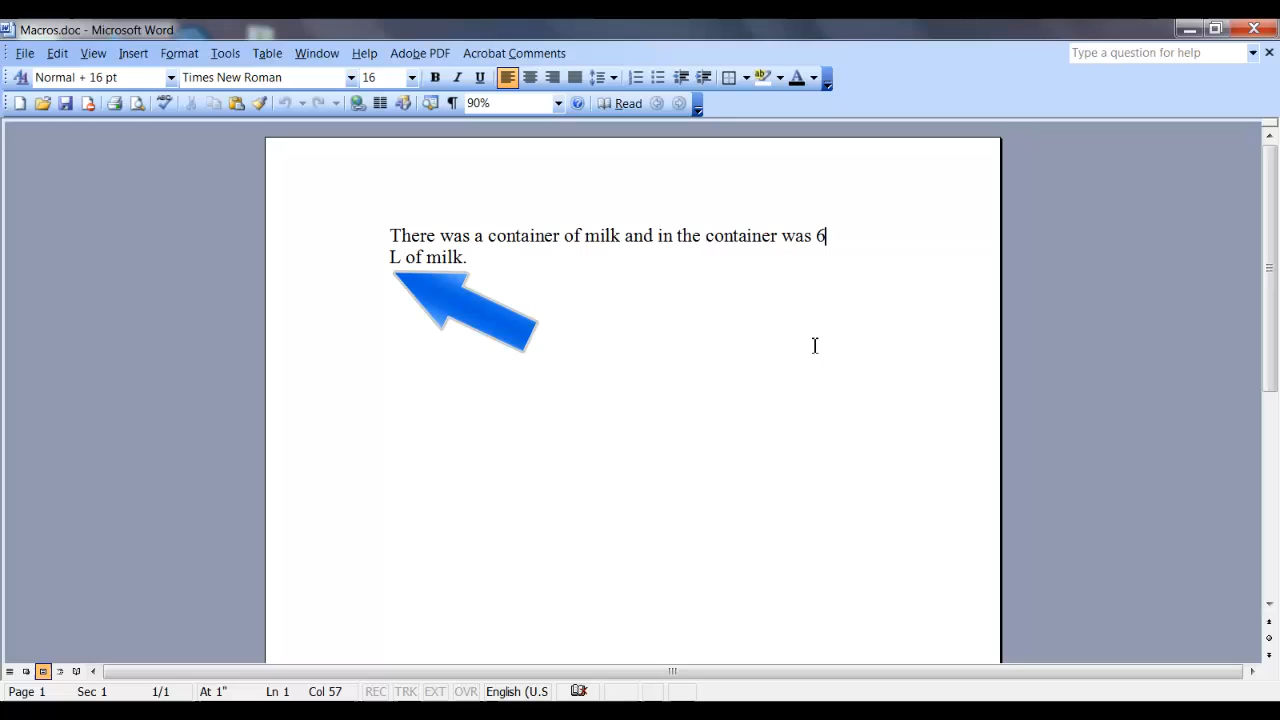 Macros.doc - Microsoft Word
File Edit View Insert Format Tools Table Window Help Adobe PDF Acrobat Comments Type a question for help
Normal + 16 pt Times New Roman 16 B I U
90% Read
There was a container of milk and in the container was 6
L of milk.
Page 1 Sec 1 1/1 At 1" Ln 1 Col 57 REC TRK EXT OVR English (U.S